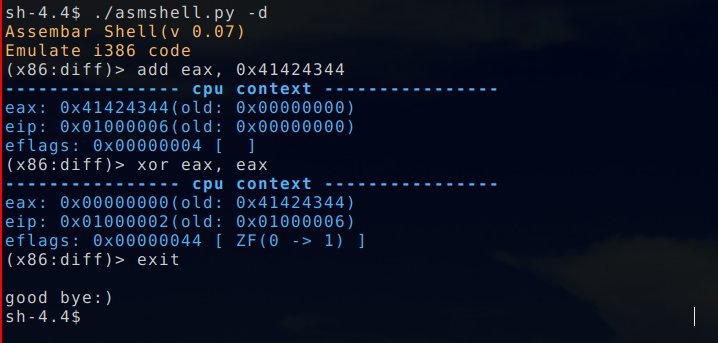 sh-4.4$ ./asmshell.py -d
Assembar Shell(v 0.07)
Emulate i386 code
(x86:diff)> add eax, 0x41424344
---------------- cpu context ----------------
eax: 0x41424344(old: 0x00000000)
eip: 0x01000006(old: 0x00000000)
eflags: 0x00000004 [  ]
(x86:diff)> xor eax, eax
---------------- cpu context ----------------
eax: 0x00000000(old: 0x41424344)
eip: 0x01000002(old: 0x01000006)
eflags: 0x00000044 [ ZF(0 -> 1) ]
(x86:diff)> exit
good bye:)
sh-4.4$